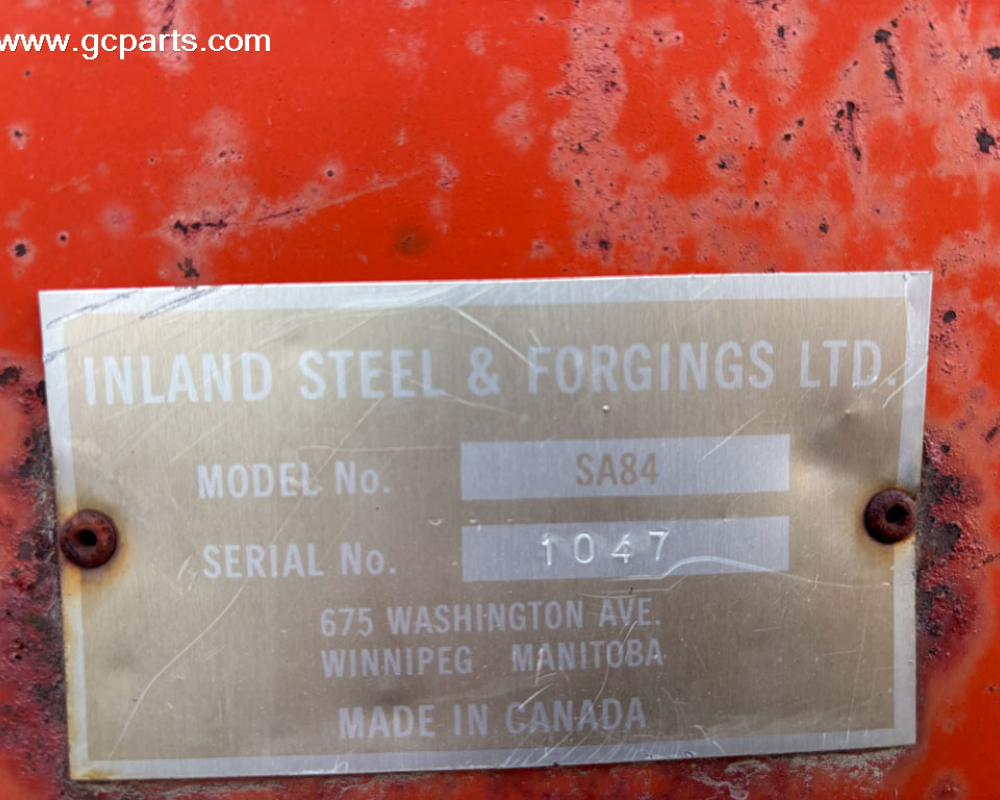 www.gcparts.com
INLAND STEEL & FORGINGS LTD.
MODEL No. SA84
SERIAL No. 1047
675 WASHINGTON AVE.
WINNIPEG MANITOBA
MADE IN CANADA